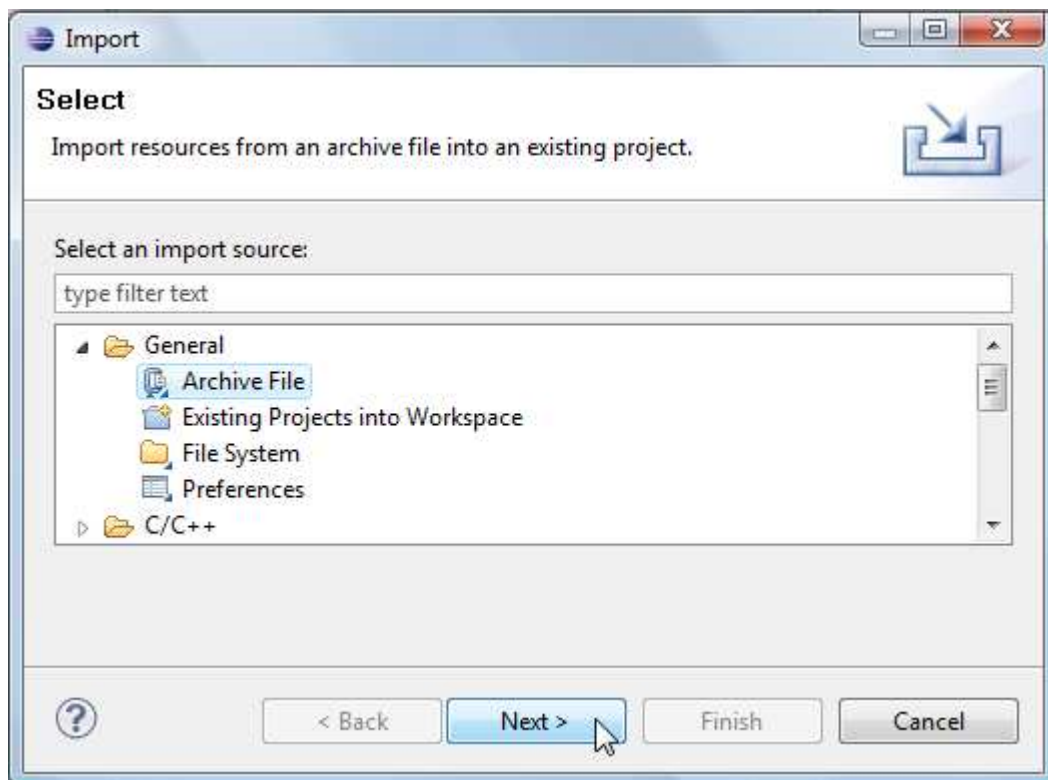 Import
Select
Import resources from an archive file into an existing project.
Select an import source:
type filter text
General
Archive File
Existing Projects into Workspace
File System
Preferences
C/C++
?
< Back
Next >
Finish
Cancel